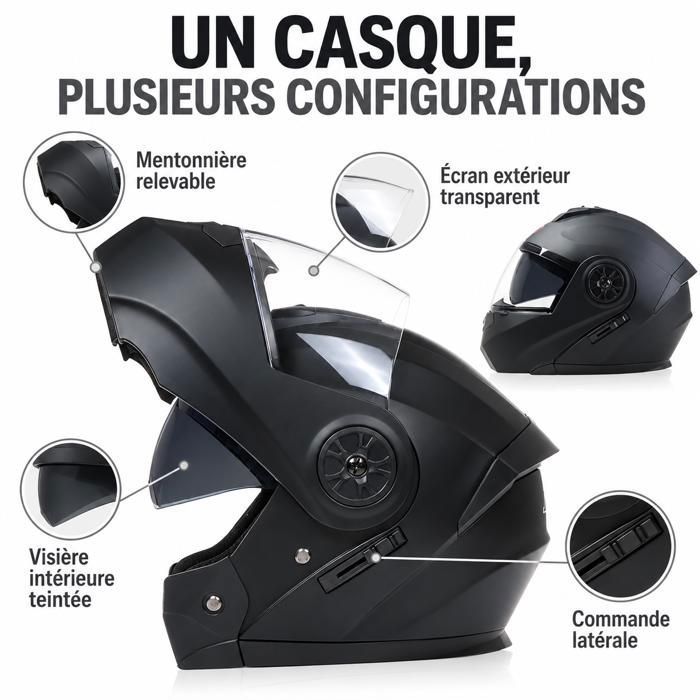 UN CASQUE,
PLUSIEURS CONFIGURATIONS
Mentonnière
relevable
Écran extérieur
transparent
Visière
intérieure
teintée
Commande
latérale